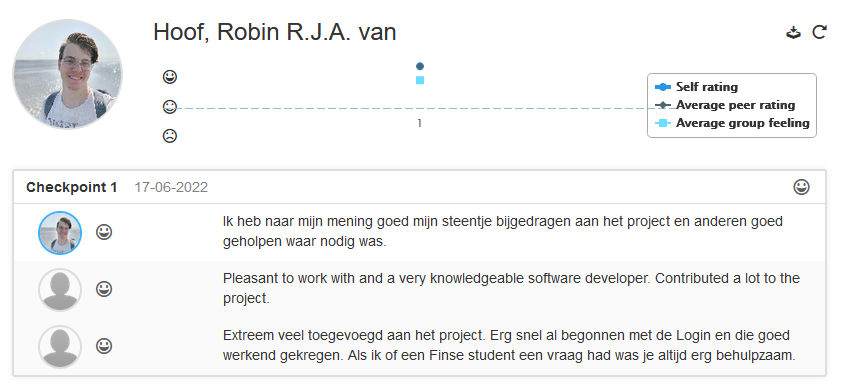 Hoof, Robin R.J.A. van
Self rating
Average peer rating
Average group feeling
1
Checkpoint 1 17-06-2022
Ik heb naar mijn mening goed mijn steentje bijgedragen aan het project en anderen goed
geholpen waar nodig was.
Pleasant to work with and a very knowledgeable software developer. Contributed a lot to the
project.
Extreem veel toegevoegd aan het project. Erg snel al begonnen met de Login en die goed
werkend gekregen. Als ik of een Finse student een vraag had was je altijd erg behulpzaam.